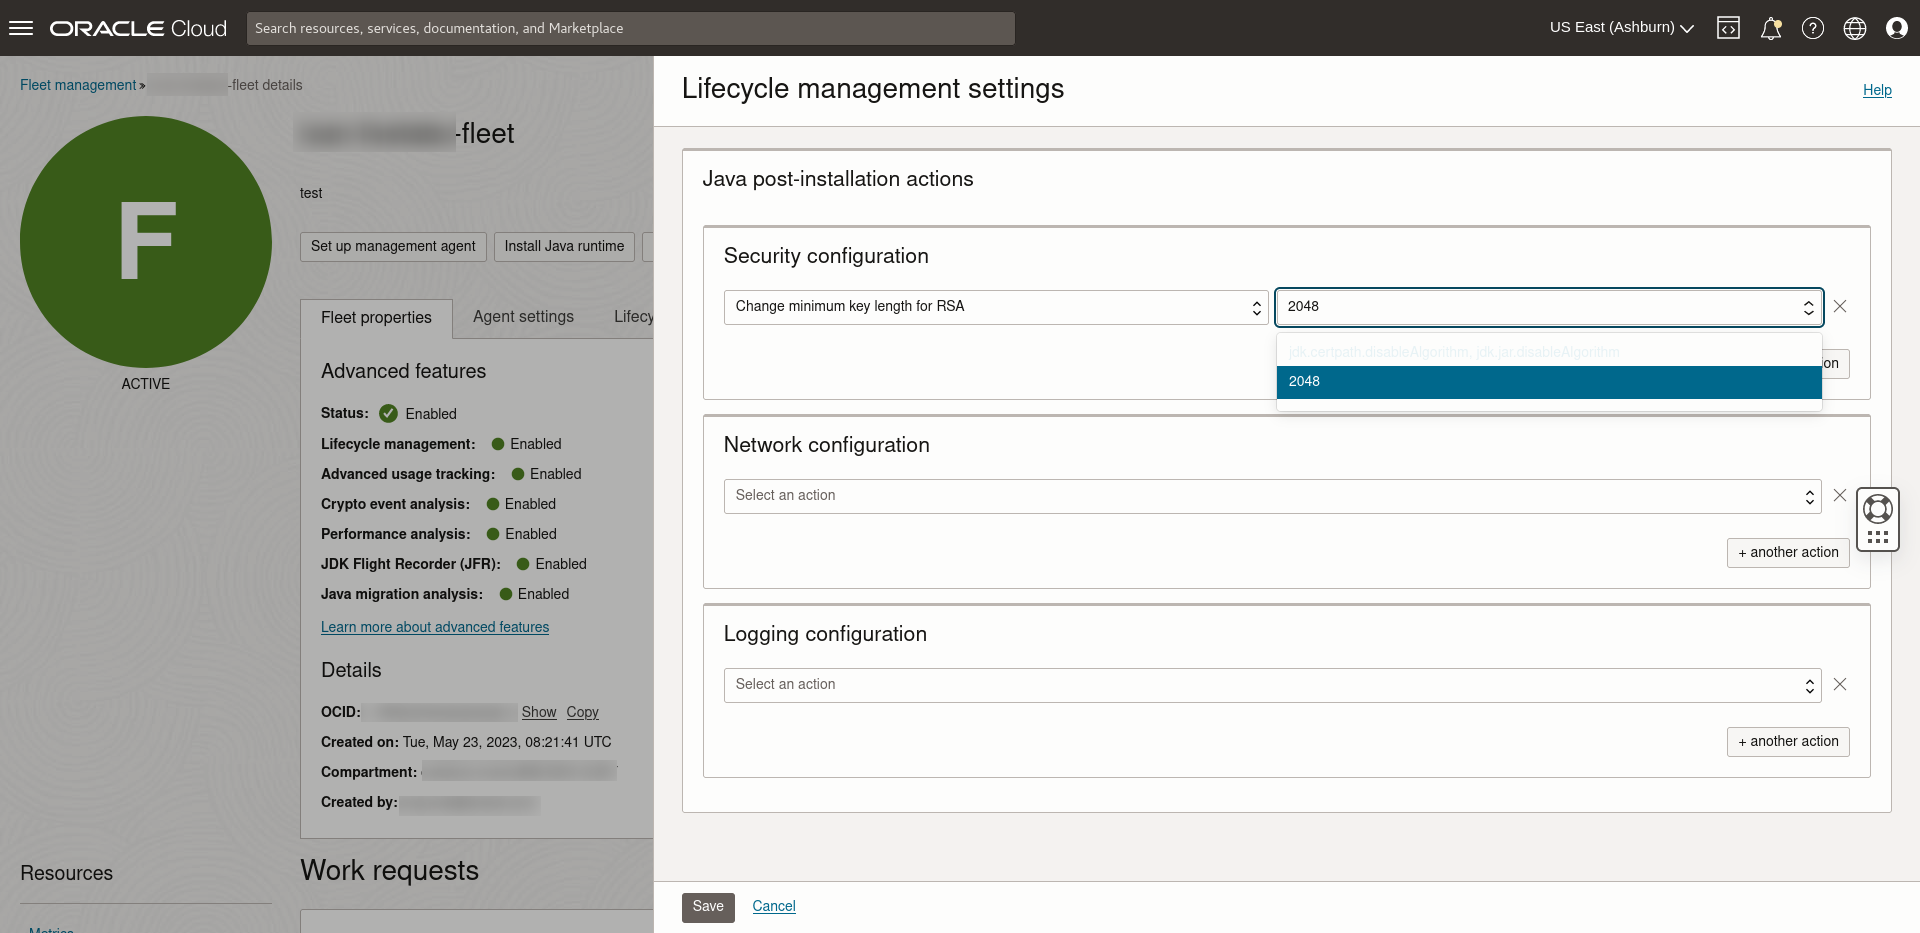 ORACLE Cloud
Search resources, services, documentation, and Marketplace
US East (Ashburn)
Fleet management » -fleet details
F
ACTIVE
-fleet
test
Set up management agent
Install Java runtime
Fleet properties
Agent settings
Lifecy
Advanced features
Status: Enabled
Lifecycle management: Enabled
Advanced usage tracking: Enabled
Crypto event analysis: Enabled
Performance analysis: Enabled
JDK Flight Recorder (JFR): Enabled
Java migration analysis: Enabled
Learn more about advanced features
Details
OCID: Show Copy
Created on: Tue, May 23, 2023, 08:21:41 UTC
Compartment:
Created by:
Resources
Metrics
Work requests
Lifecycle management settings
Help
Java post-installation actions
Security configuration
Change minimum key length for RSA
2048
jdk.certpath.disableAlgorithm, jdk.jar.disableAlgorithm
2048
ion
Network configuration
Select an action
+ another action
Logging configuration
Select an action
+ another action
Save
Cancel